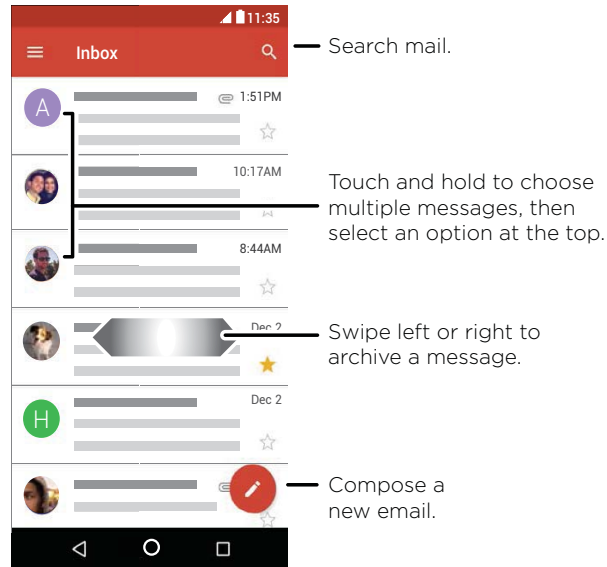 11:35
Inbox
Search mail.
A
1:51PM
10:17AM
Touch and hold to choose
multiple messages, then
select an option at the top.
8:44AM
Dec 2
Swipe left or right to
archive a message.
Dec 2
H
Compose a
new email.